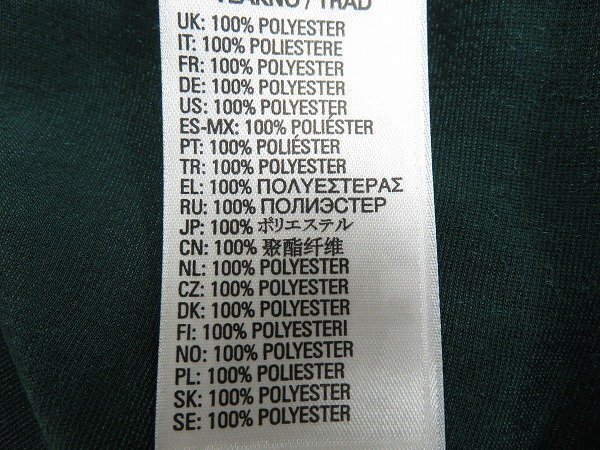 VLÁKNO / TRÅD
UK: 100% POLYESTER
IT: 100% POLIESTERE
FR: 100% POLYESTER
DE: 100% POLYESTER
US: 100% POLYESTER
ES-MX: 100% POLIÉSTER
PT: 100% POLIÉSTER
TR: 100% POLYESTER
EL: 100% ΠΟΛΥΕΣΤΕΡΑΣ
RU: 100% ПОЛИЭСТЕР
JP: 100% ポリエステル
CN: 100% 聚酯纤维
NL: 100% POLYESTER
CZ: 100% POLYESTER
DK: 100% POLYESTER
FI: 100% POLYESTERI
NO: 100% POLYESTER
PL: 100% POLIESTER
SK: 100% POLYESTER
SE: 100% POLYESTER